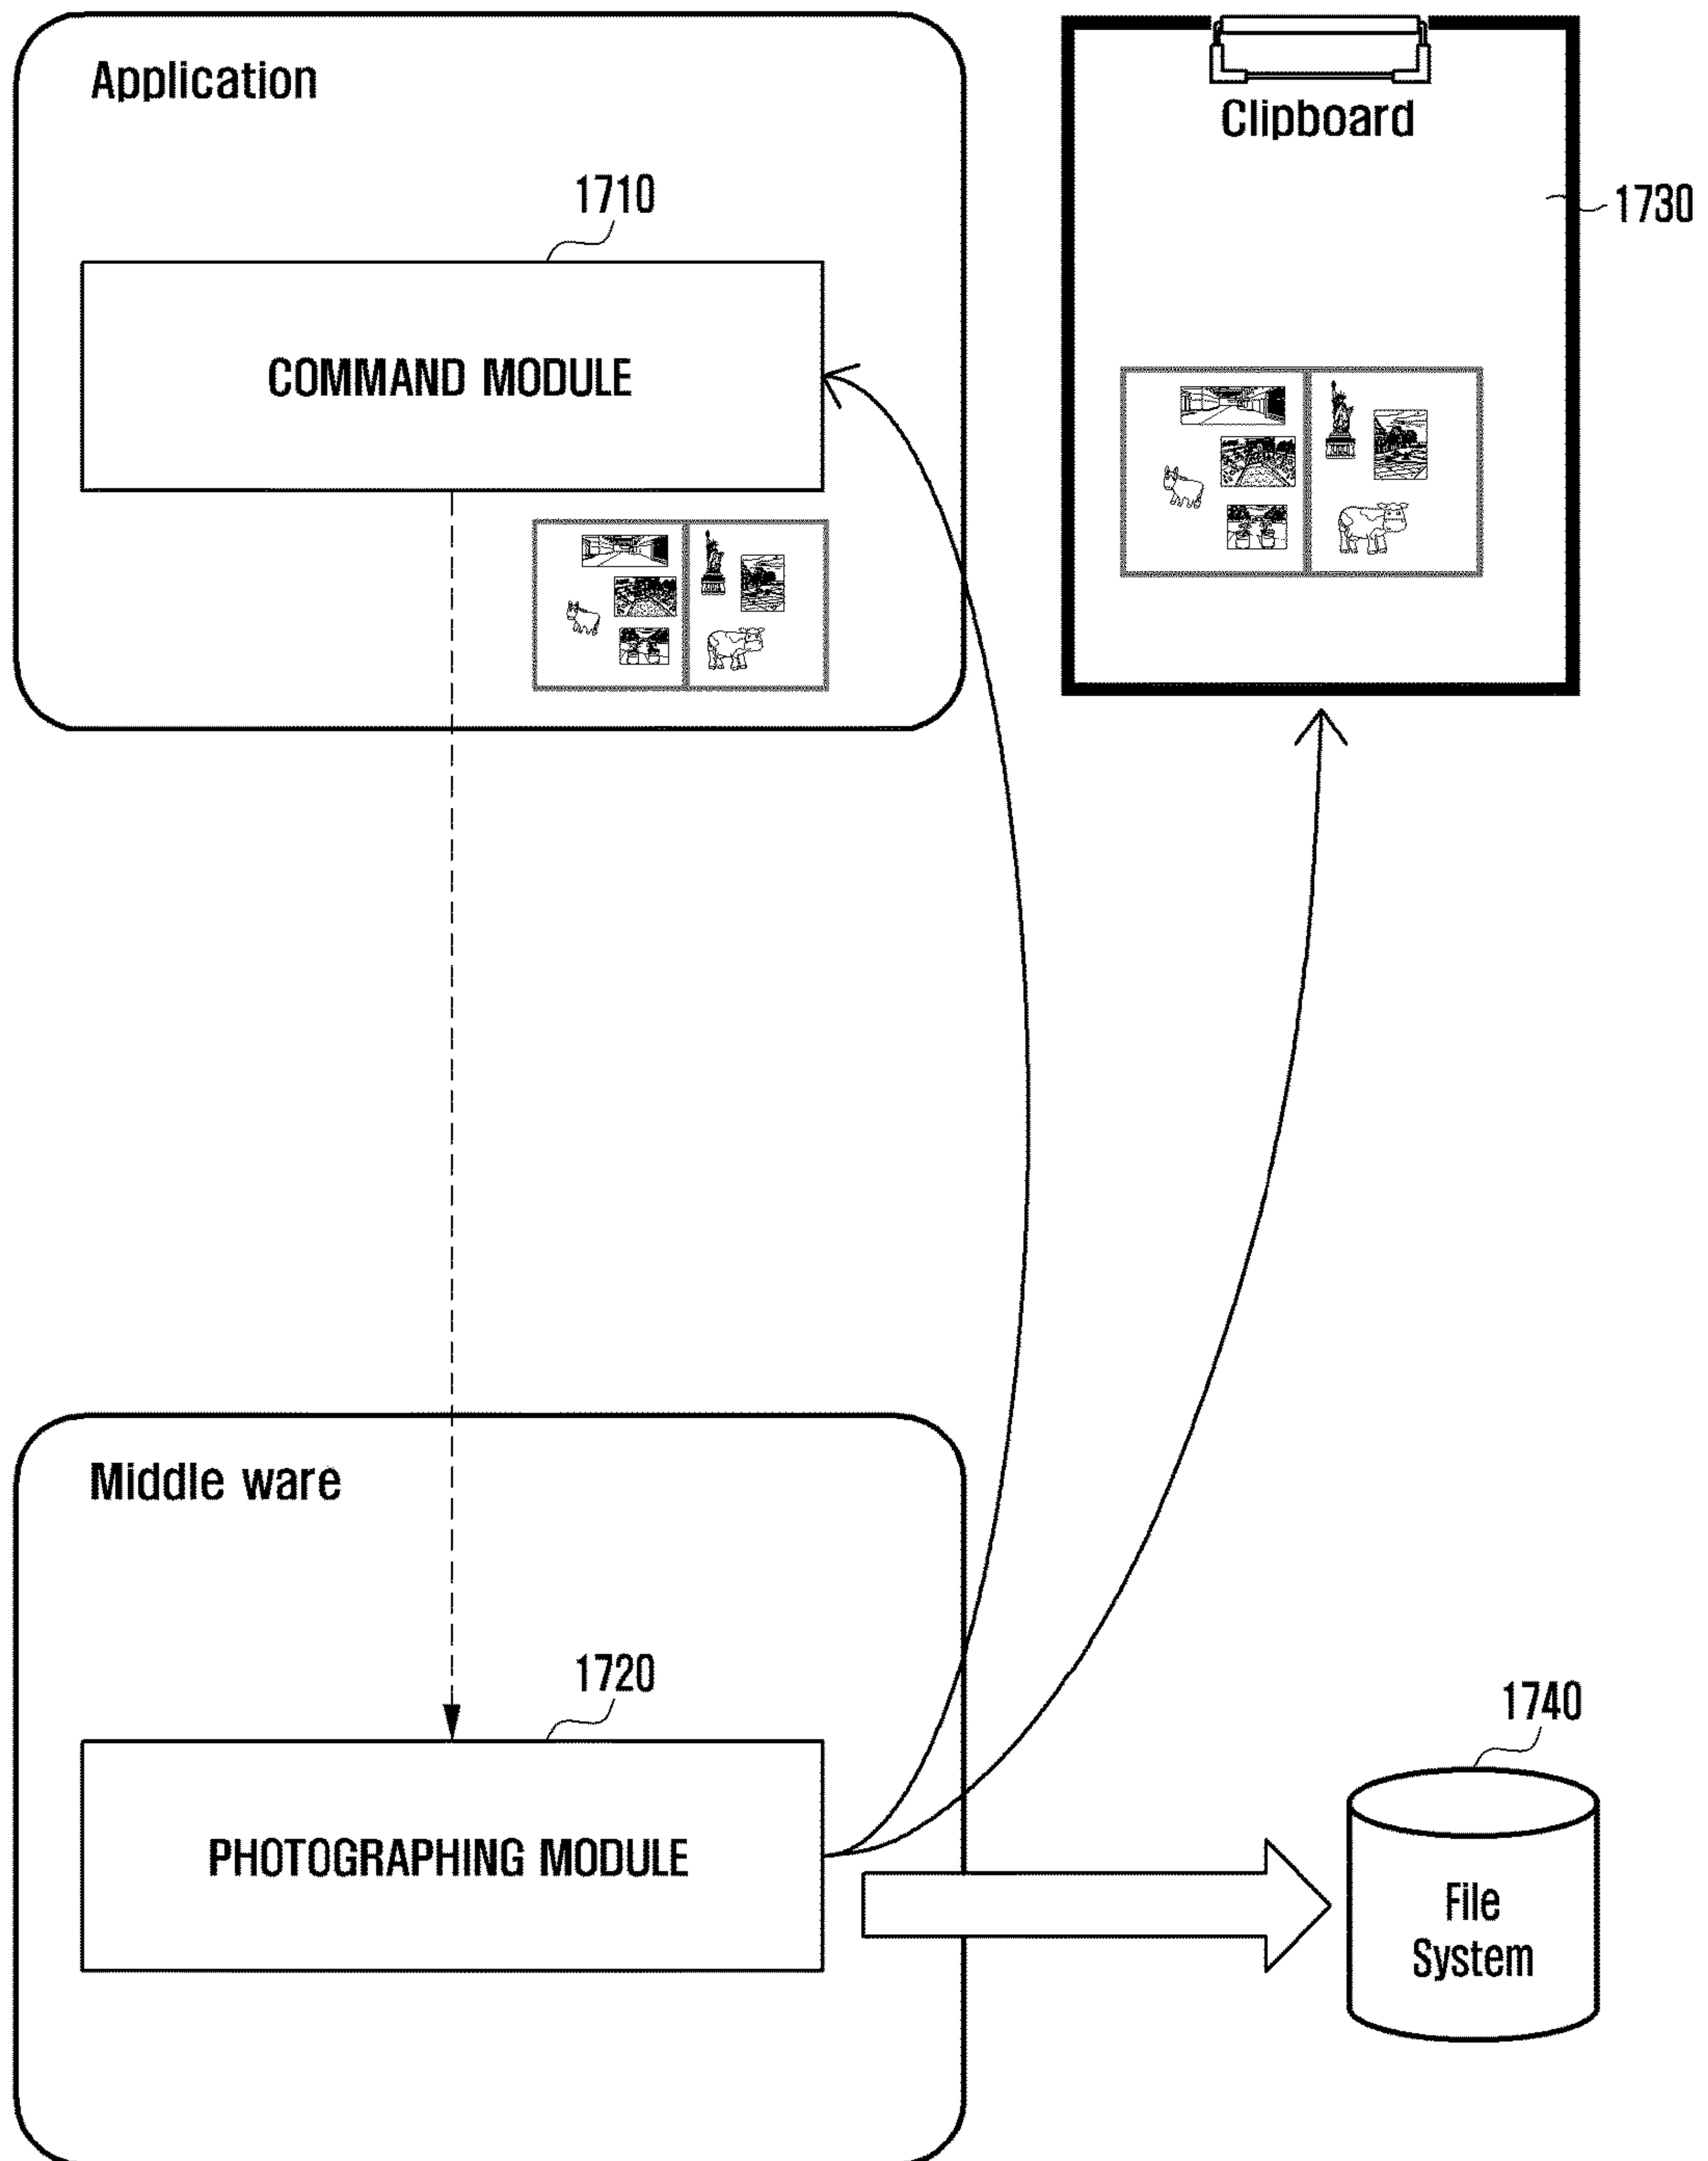 Application
1710
COMMAND MODULE
Clipboard
1730
Middle ware
1720
PHOTOGRAPHING MODULE
1740
File
System